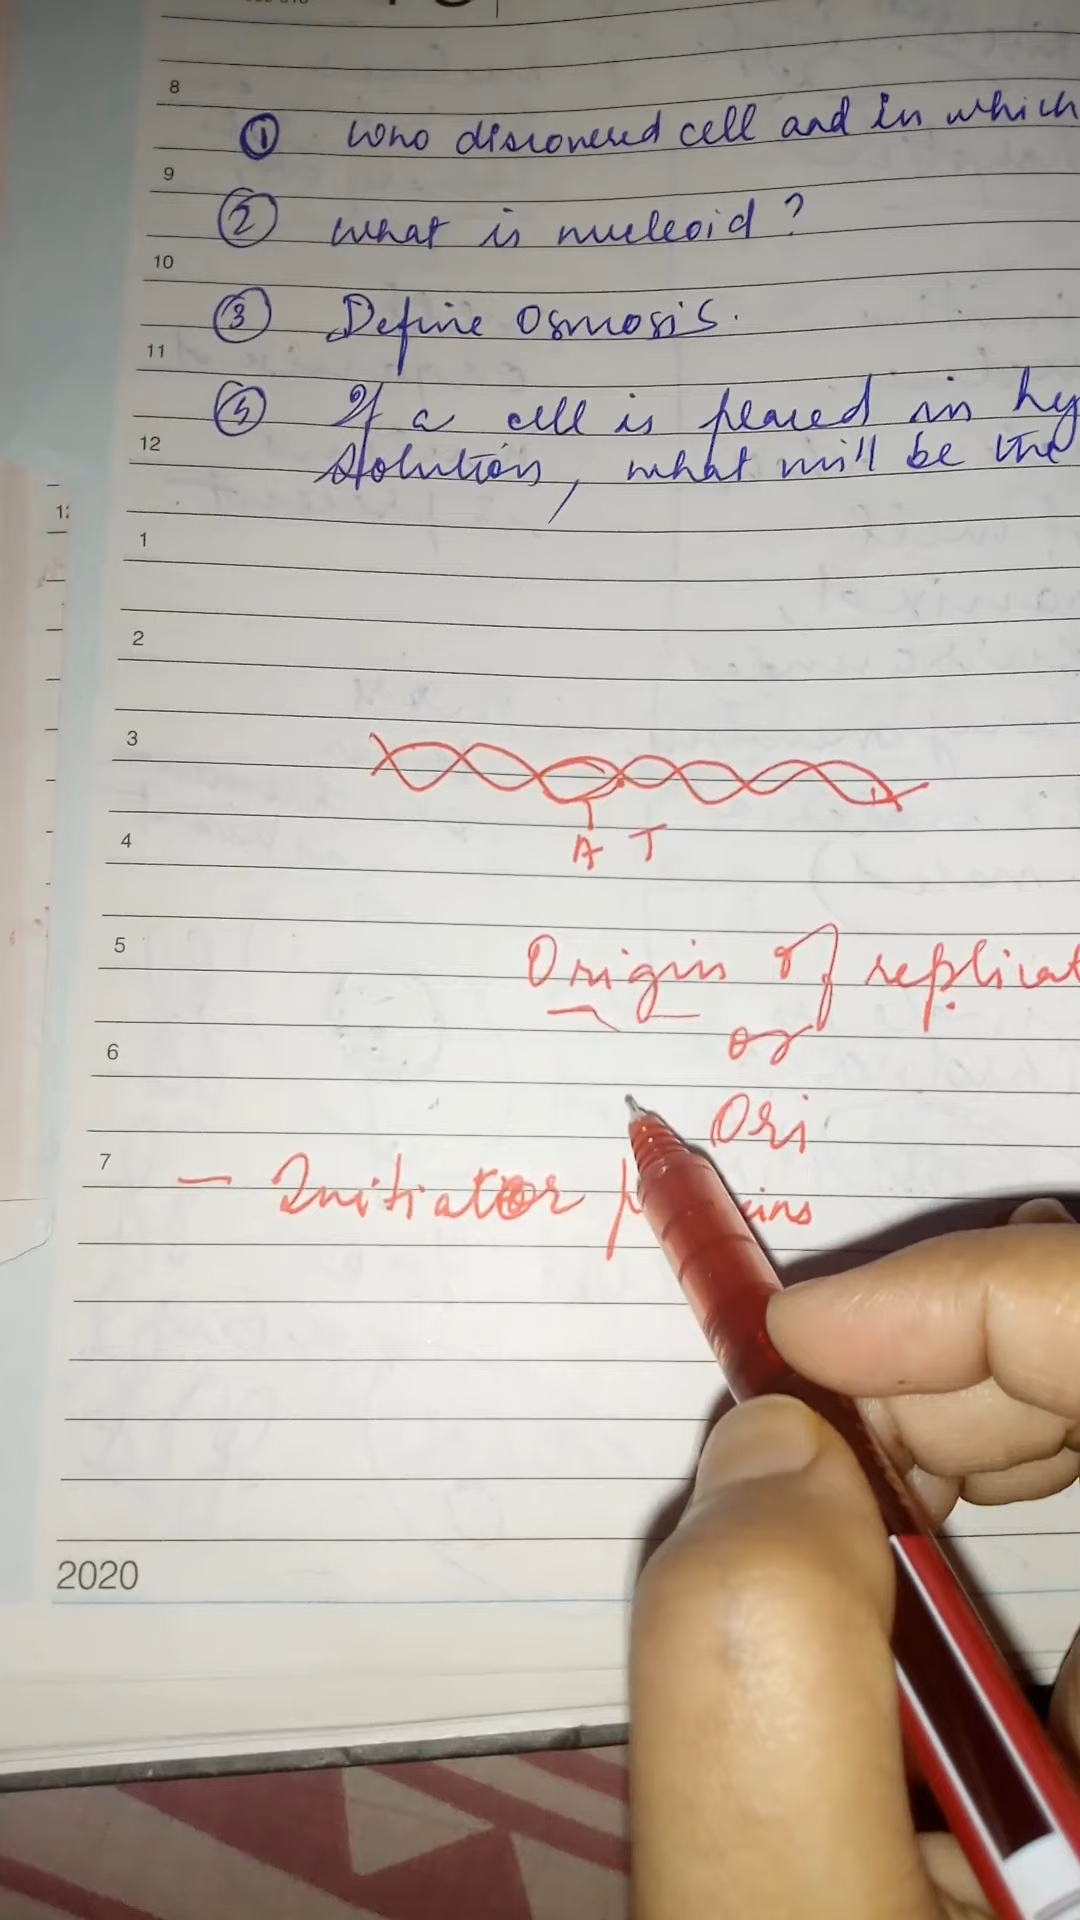 8
① Who discovered cell and in which
9
② What is nucleoid?
10
③ Define Osmosis.
11
If a cell is placed in hy
12
Solution, what will be the
1
2
3
4
A T
5
Origin of replicat
or
6
Ori
7
- Initiator
2020